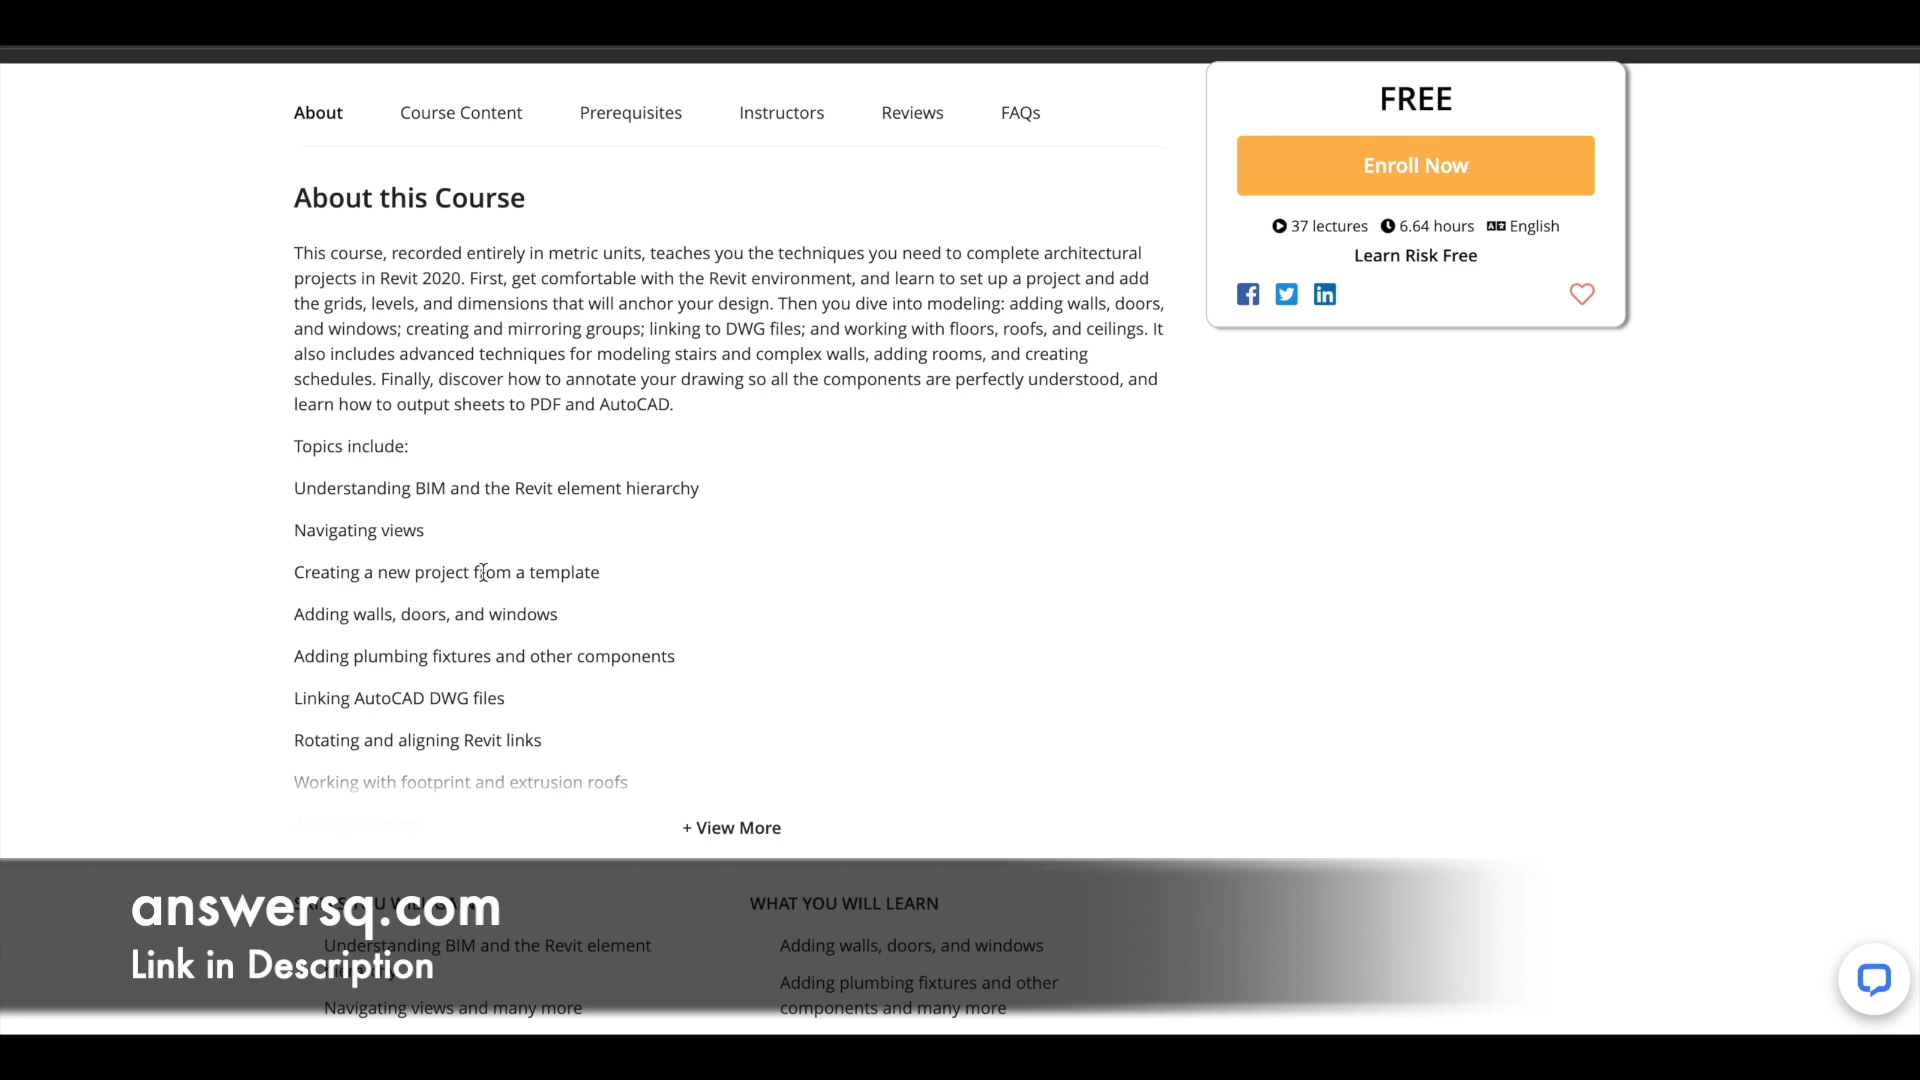 About Course Content Prerequisites Instructors Reviews FAQs
FREE
Enroll Now
37 lectures 6.64 hours English
Learn Risk Free
About this Course
This course, recorded entirely in metric units, teaches you the techniques you need to complete architectural
projects in Revit 2020. First, get comfortable with the Revit environment, and learn to set up a project and add
the grids, levels, and dimensions that will anchor your design. Then you dive into modeling: adding walls, doors,
and windows; creating and mirroring groups; linking to DWG files; and working with floors, roofs, and ceilings. It
also includes advanced techniques for modeling stairs and complex walls, adding rooms, and creating
schedules. Finally, discover how to annotate your drawing so all the components are perfectly understood, and
learn how to output sheets to PDF and AutoCAD.
Topics include:
Understanding BIM and the Revit element hierarchy
Navigating views
Creating a new project from a template
Adding walls, doors, and windows
Adding plumbing fixtures and other components
Linking AutoCAD DWG files
Rotating and aligning Revit links
Working with footprint and extrusion roofs
+ View More
answersq.com
Link in Description
Understanding BIM and the Revit element
Navigating views and many more
WHAT YOU WILL LEARN
Adding walls, doors, and windows
Adding plumbing fixtures and other
components and many more